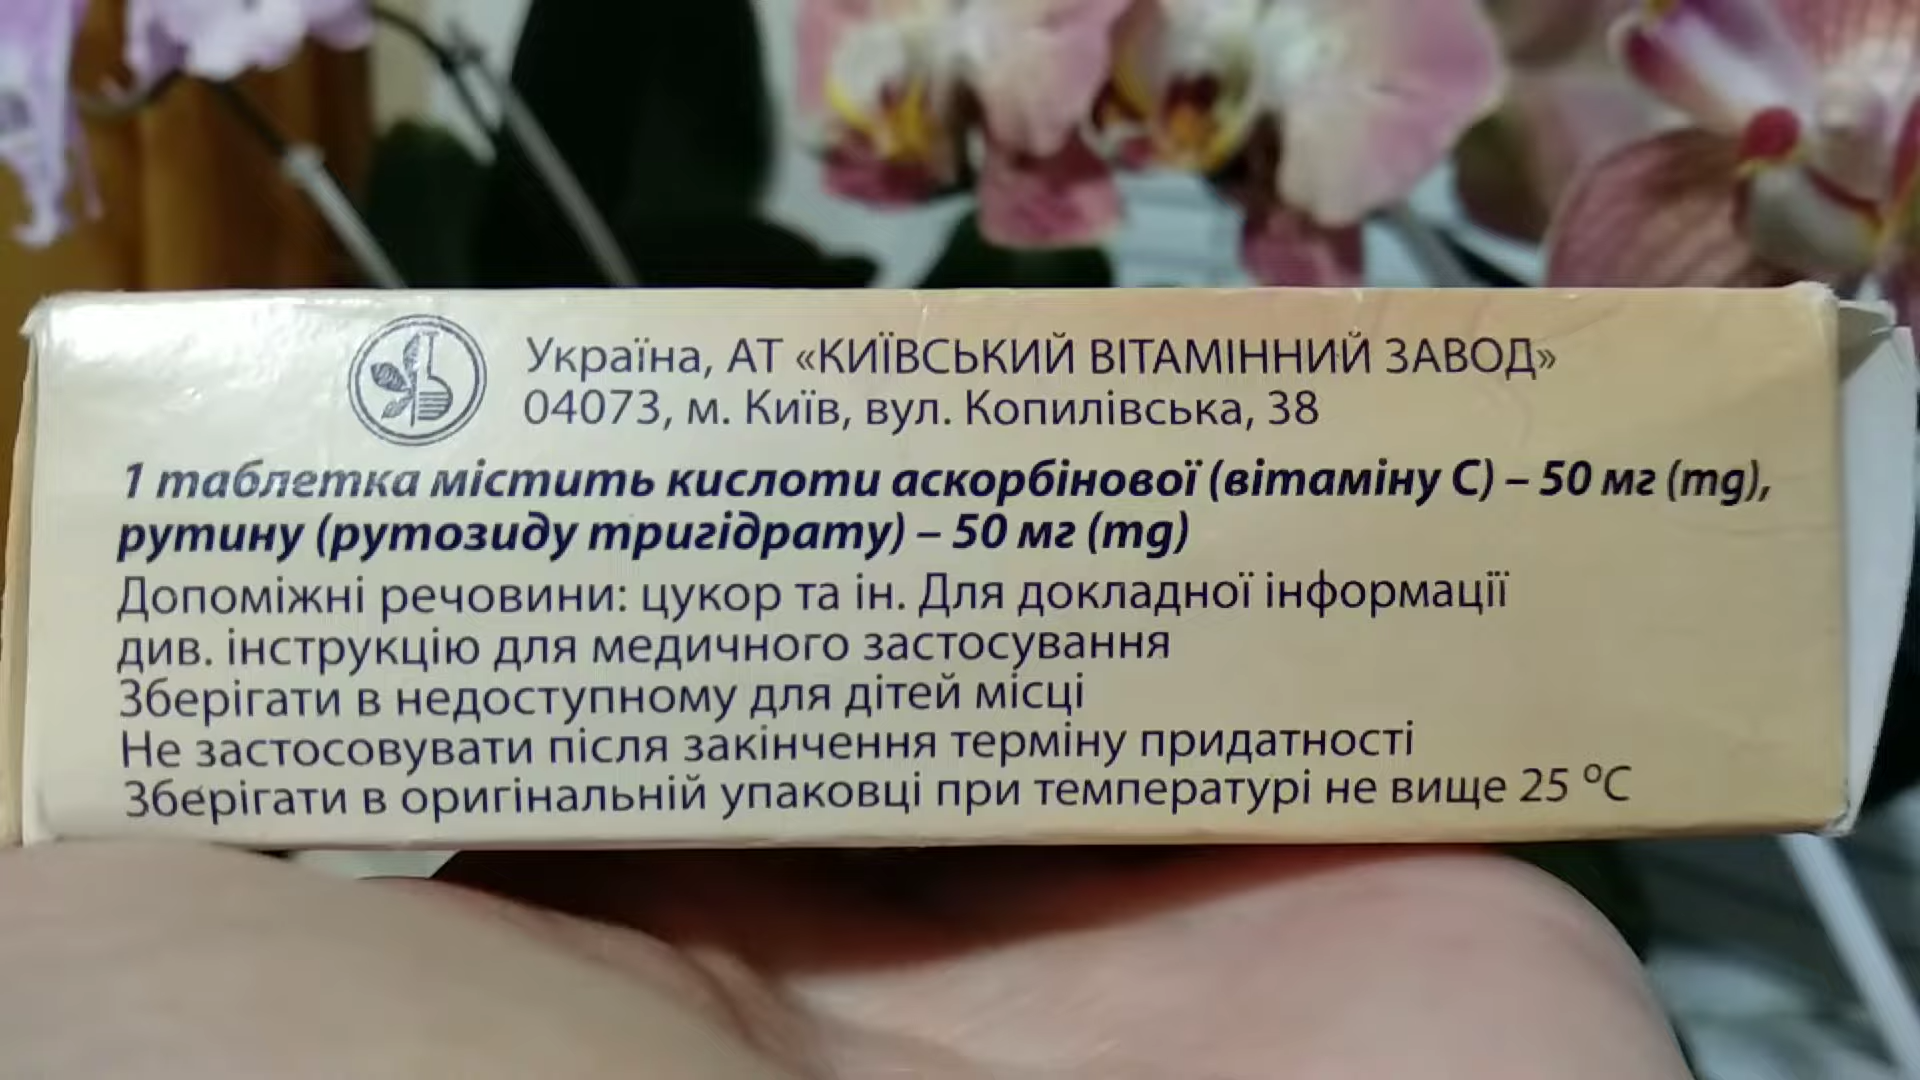 Україна, АТ «КИЇВСЬКИЙ ВІТАМІННИЙ ЗАВОД»
04073, м. Київ, вул. Копилівська, 38
1 таблетка містить кислоти аскорбінової (вітаміну С) – 50 мг (mg),
рутину (рутозиду тригідрату) – 50 мг (mg)
Допоміжні речовини: цукор та ін. Для докладної інформації
див. інструкцію для медичного застосування
Зберігати в недоступному для дітей місці
Не застосовувати після закінчення терміну придатності
Зберігати в оригінальній упаковці при температурі не вище 25 °С